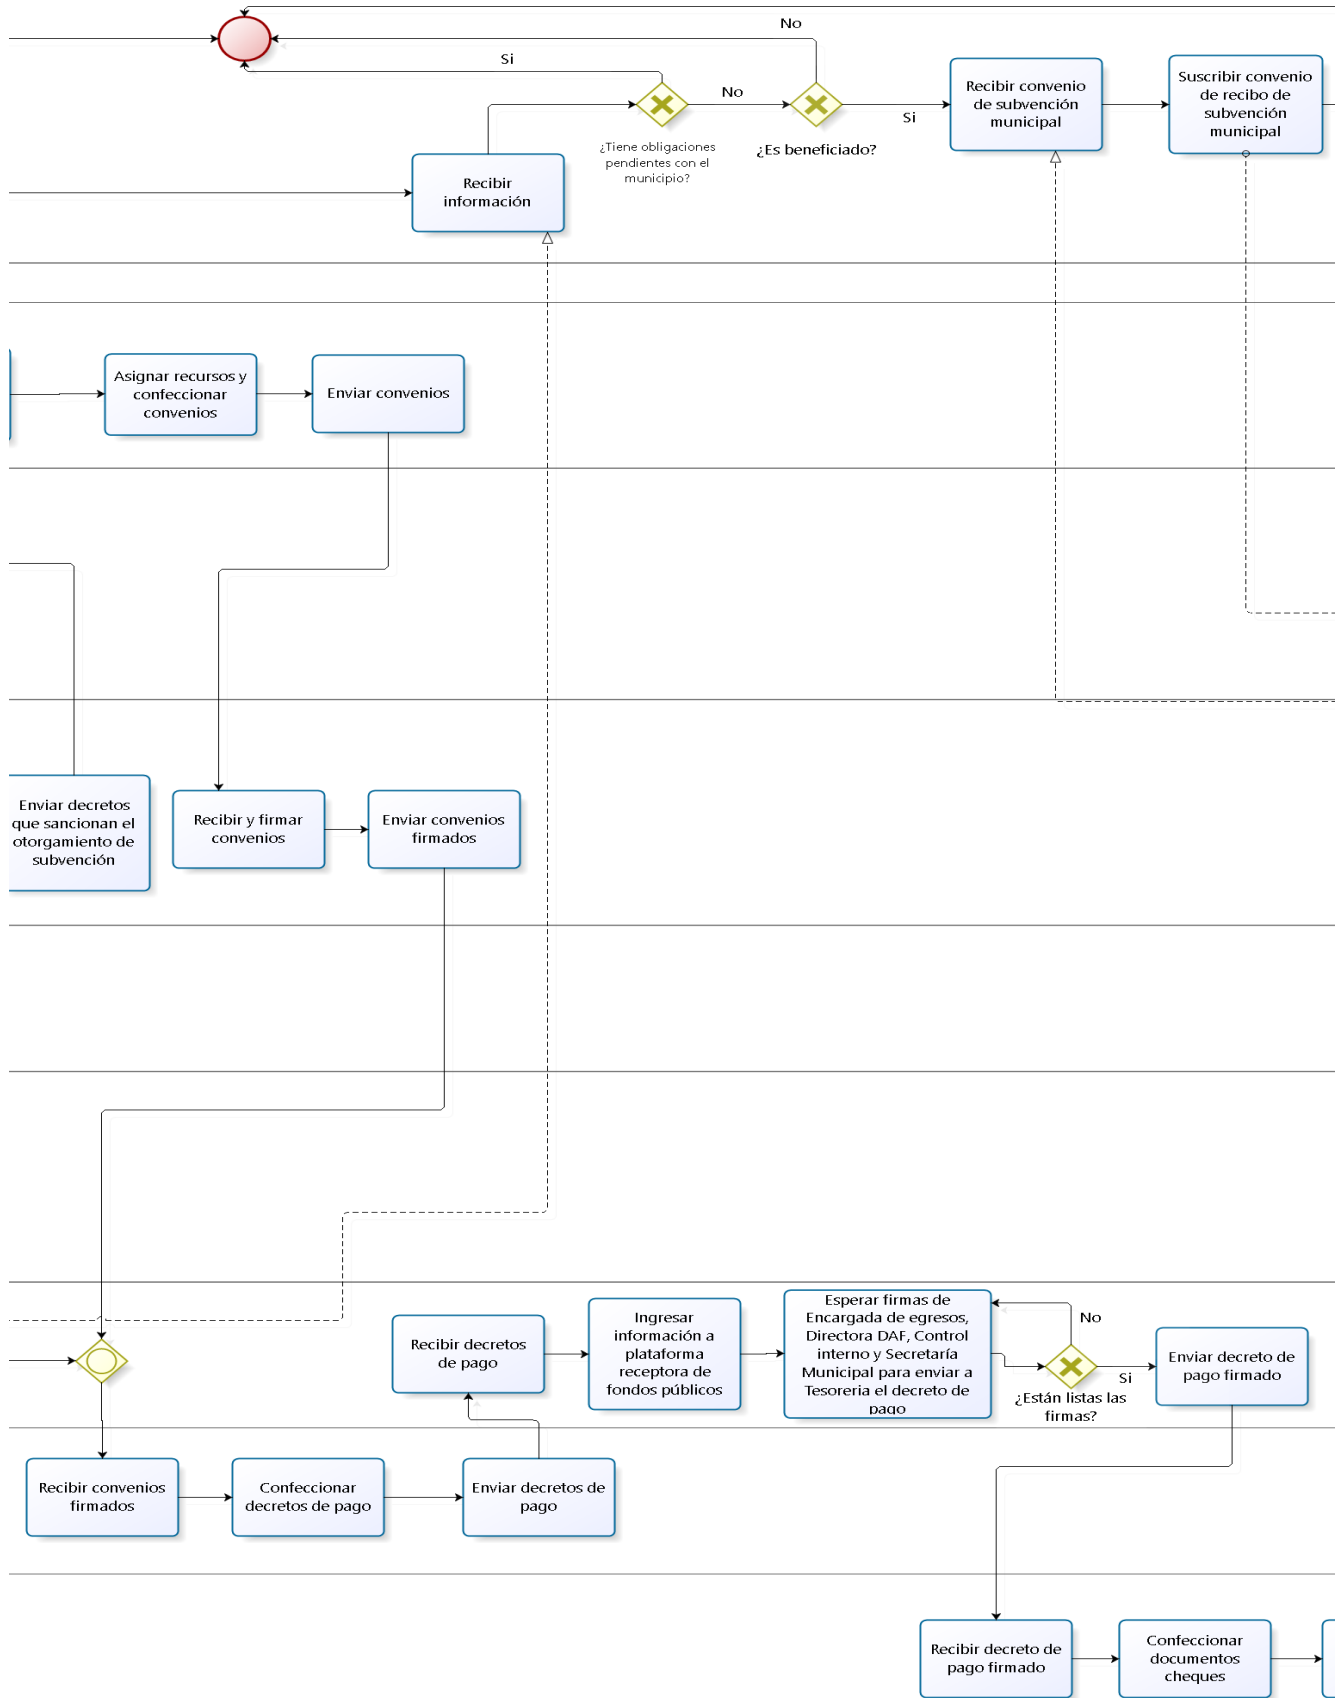 No
Si
No
Si
¿Tiene obligaciones
pendientes con el
municipio?
¿Es beneficiado?
Recibir convenio
de subvención
municipal
Suscribir convenio
de recibo de
subvención
municipal
Recibir
información
Asignar recursos y
confeccionar
convenios
Enviar convenios
Enviar decretos
que sancionan el
otorgamiento de
subvención
Recibir y firmar
convenios
Enviar convenios
firmados
Recibir decretos
de pago
Ingresar
información a
plataforma
receptora de
fondos públicos
Esperar firmas de
Encargada de egresos,
Directora DAF, Control
interno y Secretaría
Municipal para enviar a
Tesoreria el decreto de
pago
No
Si
¿Están listas las
firmas?
Enviar decreto de
pago firmado
Recibir convenios
firmados
Confeccionar
decretos de pago
Enviar decretos de
pago
Recibir decreto de
pago firmado
Confeccionar
documentos
cheques